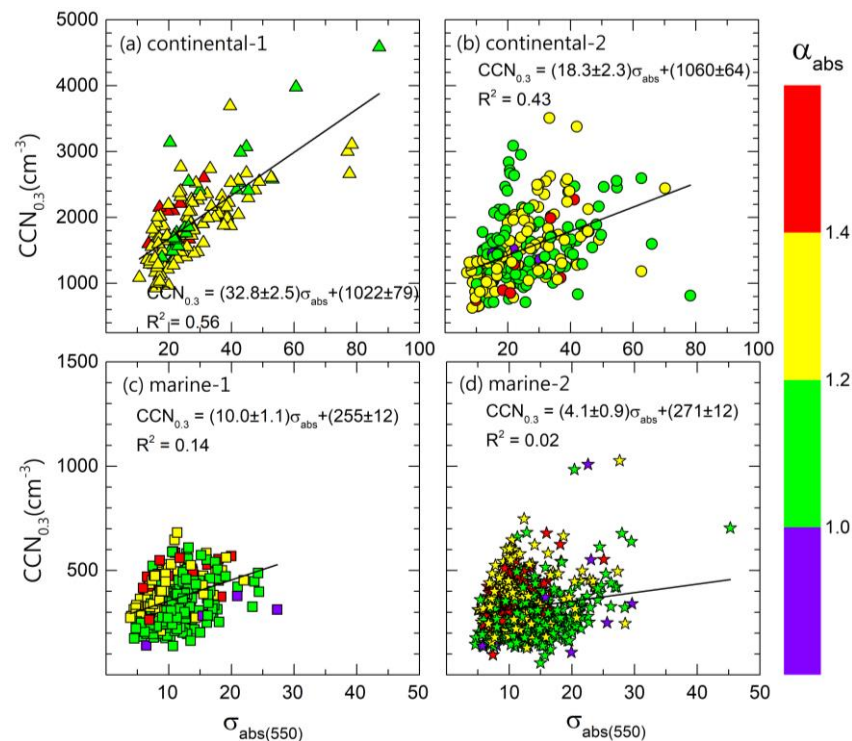 (a) continental-1
CCN0.3 = (32.8±2.5)σabs+(1022±79)
R2 = 0.56
CCN0.3(cm-3)
5000
4000
3000
2000
1000
20 40 60 80
(b) continental-2
CCN0.3 = (18.3±2.3)σabs+(1060±64)
R2 = 0.43
0 20 40 60 80 100
(c) marine-1
CCN0.3 = (10.0±1.1)σabs+(255±12)
R2 = 0.14
CCN0.3(cm-3)
1500
1000
500
10 20 30 40
σabs(550)
(d) marine-2
CCN0.3 = (4.1±0.9)σabs+(271±12)
R2 = 0.02
0 10 20 30 40 50
σabs(550)
αabs
1.4
1.2
1.0